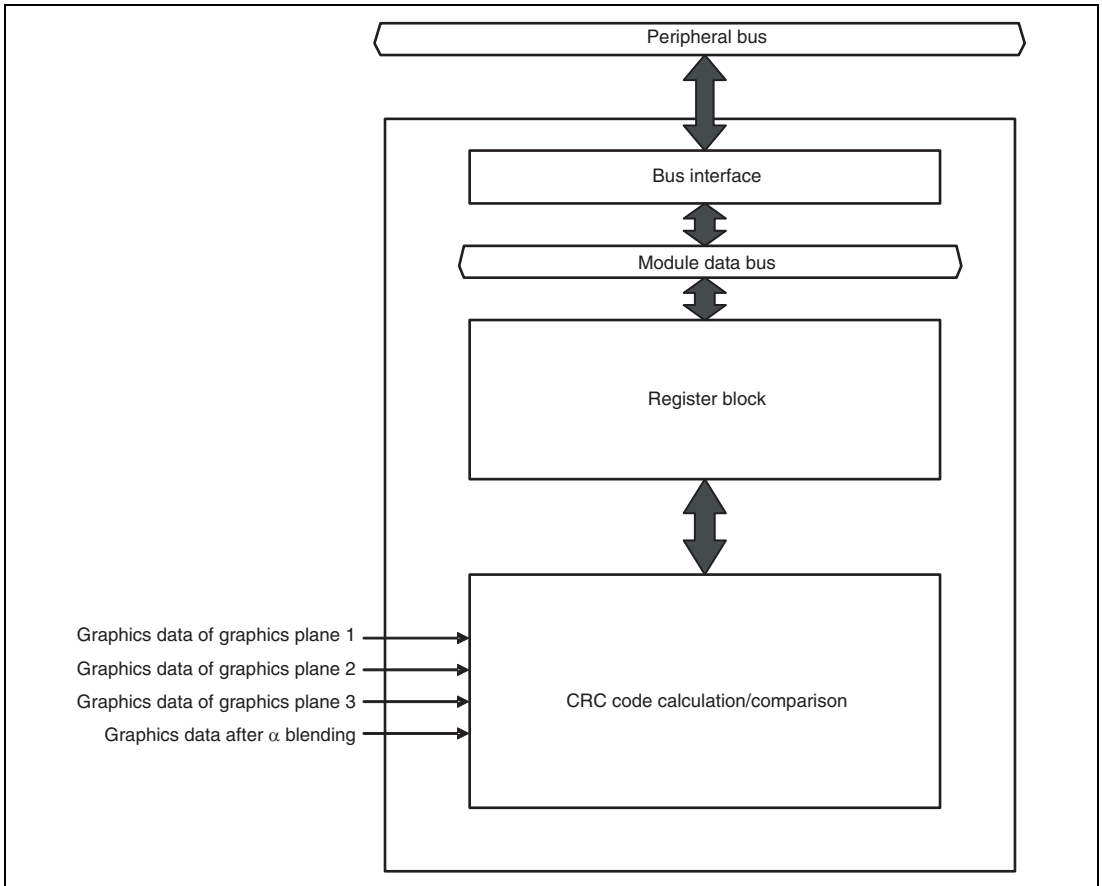 Peripheral bus
Bus interface
Module data bus
Register block
Graphics data of graphics plane 1
Graphics data of graphics plane 2
Graphics data of graphics plane 3
Graphics data after α blending
CRC code calculation/comparison